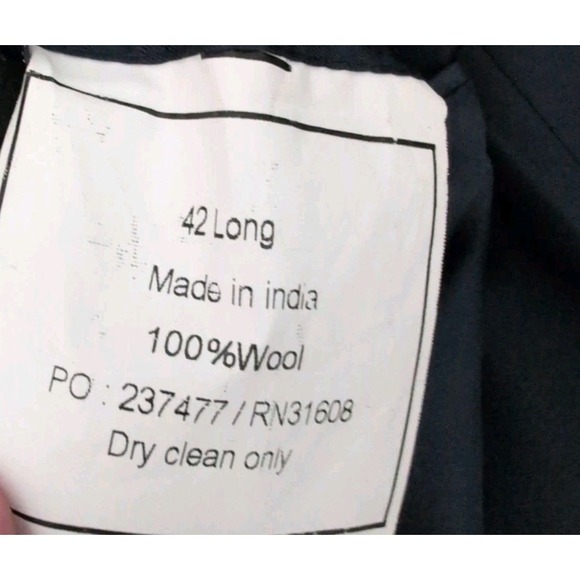 42 Long
Made in india
100%Wool
PO : 237477 / RN31608
Dry clean only